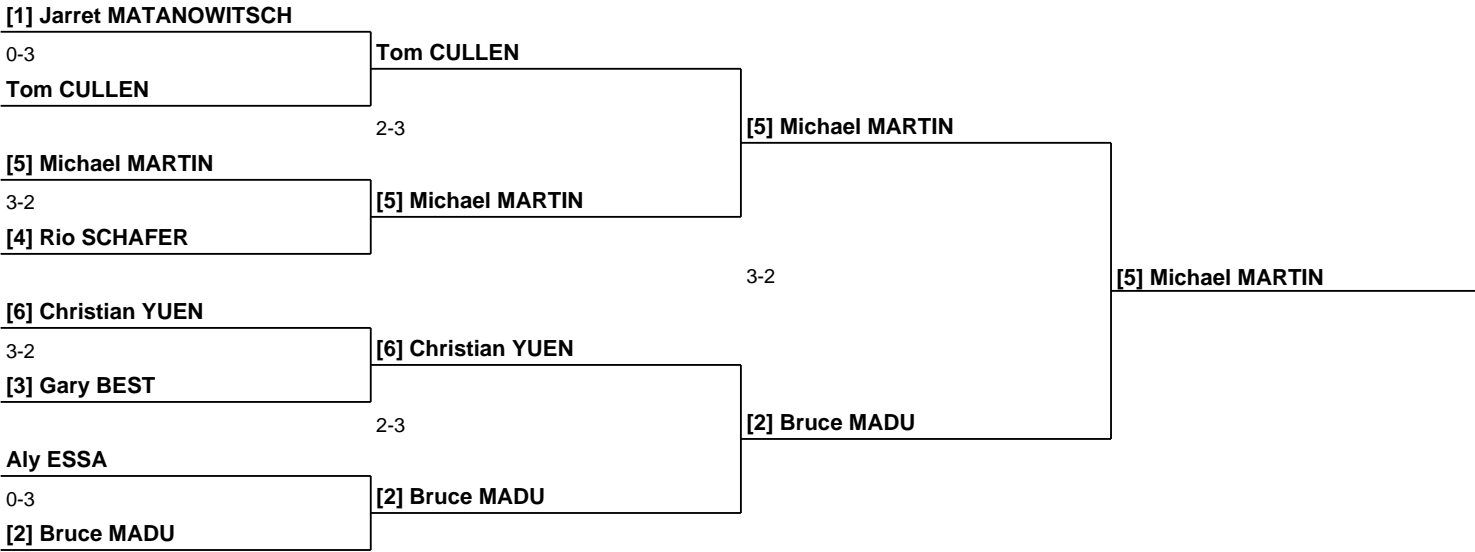 [1] Jarret MATANOWITSCH
0-3
Tom CULLEN
Tom CULLEN
2-3
[5] Michael MARTIN
[5] Michael MARTIN
3-2
[5] Michael MARTIN
[4] Rio SCHAFER
3-2
[5] Michael MARTIN
[6] Christian YUEN
3-2
[6] Christian YUEN
[3] Gary BEST
2-3
[2] Bruce MADU
Aly ESSA
0-3
[2] Bruce MADU
[2] Bruce MADU